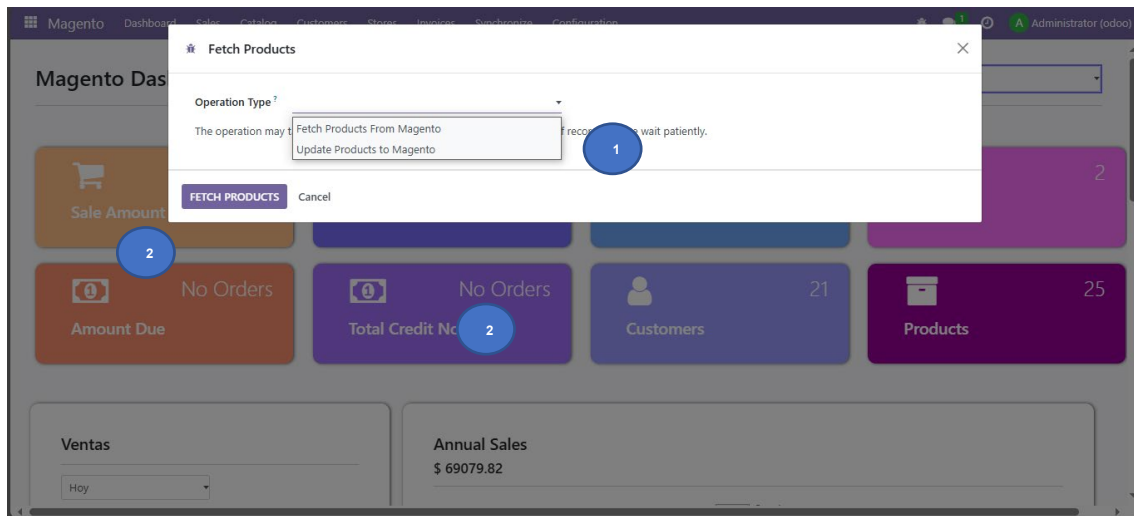 Magento Dashboard Sales Catalog Customers Stores Invoices Synchronize Configuration 1 A Administrator (odoo)
Fetch Products
Magento Das
Operation Type ?
The operation may t f recor wait patiently.
Fetch Products From Magento
Update Products to Magento
1
FETCH PRODUCTS Cancel
2
Sale Amount
2
No Orders
Amount Due
No Orders
Total Credit No
2
21
Customers
25
Products
Ventas
Hoy
Annual Sales
$ 69079.82